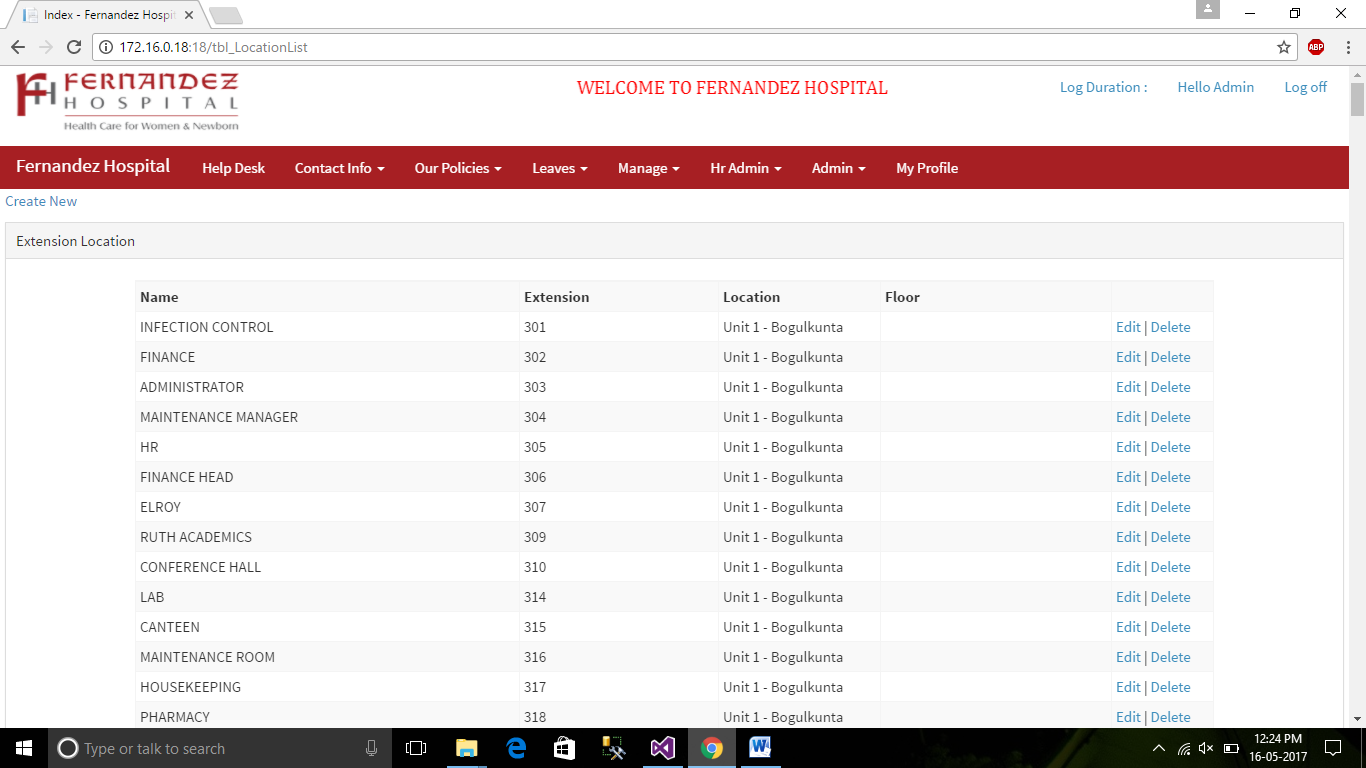 Index - Fernandez Hospit
172.16.0.18:18/tbl_LocationList
ABP
FERNANDEZ
HOSPITAL
Health Care for Women & Newborn
WELCOME TO FERNANDEZ HOSPITAL
Log Duration : Hello Admin Log off
Fernandez Hospital Help Desk Contact Info Our Policies Leaves Manage Hr Admin Admin My Profile
Create New
Extension Location
Name Extension Location Floor
INFECTION CONTROL 301 Unit 1 - Bogulkunta Edit | Delete
FINANCE 302 Unit 1 - Bogulkunta Edit | Delete
ADMINISTRATOR 303 Unit 1 - Bogulkunta Edit | Delete
MAINTENANCE MANAGER 304 Unit 1 - Bogulkunta Edit | Delete
HR 305 Unit 1 - Bogulkunta Edit | Delete
FINANCE HEAD 306 Unit 1 - Bogulkunta Edit | Delete
ELROY 307 Unit 1 - Bogulkunta Edit | Delete
RUTH ACADEMICS 309 Unit 1 - Bogulkunta Edit | Delete
CONFERENCE HALL 310 Unit 1 - Bogulkunta Edit | Delete
LAB 314 Unit 1 - Bogulkunta Edit | Delete
CANTEEN 315 Unit 1 - Bogulkunta Edit | Delete
MAINTENANCE ROOM 316 Unit 1 - Bogulkunta Edit | Delete
HOUSEKEEPING 317 Unit 1 - Bogulkunta Edit | Delete
PHARMACY 318 Unit 1 - Bogulkunta Edit | Delete
Type or talk to search
12:24 PM
16-05-2017